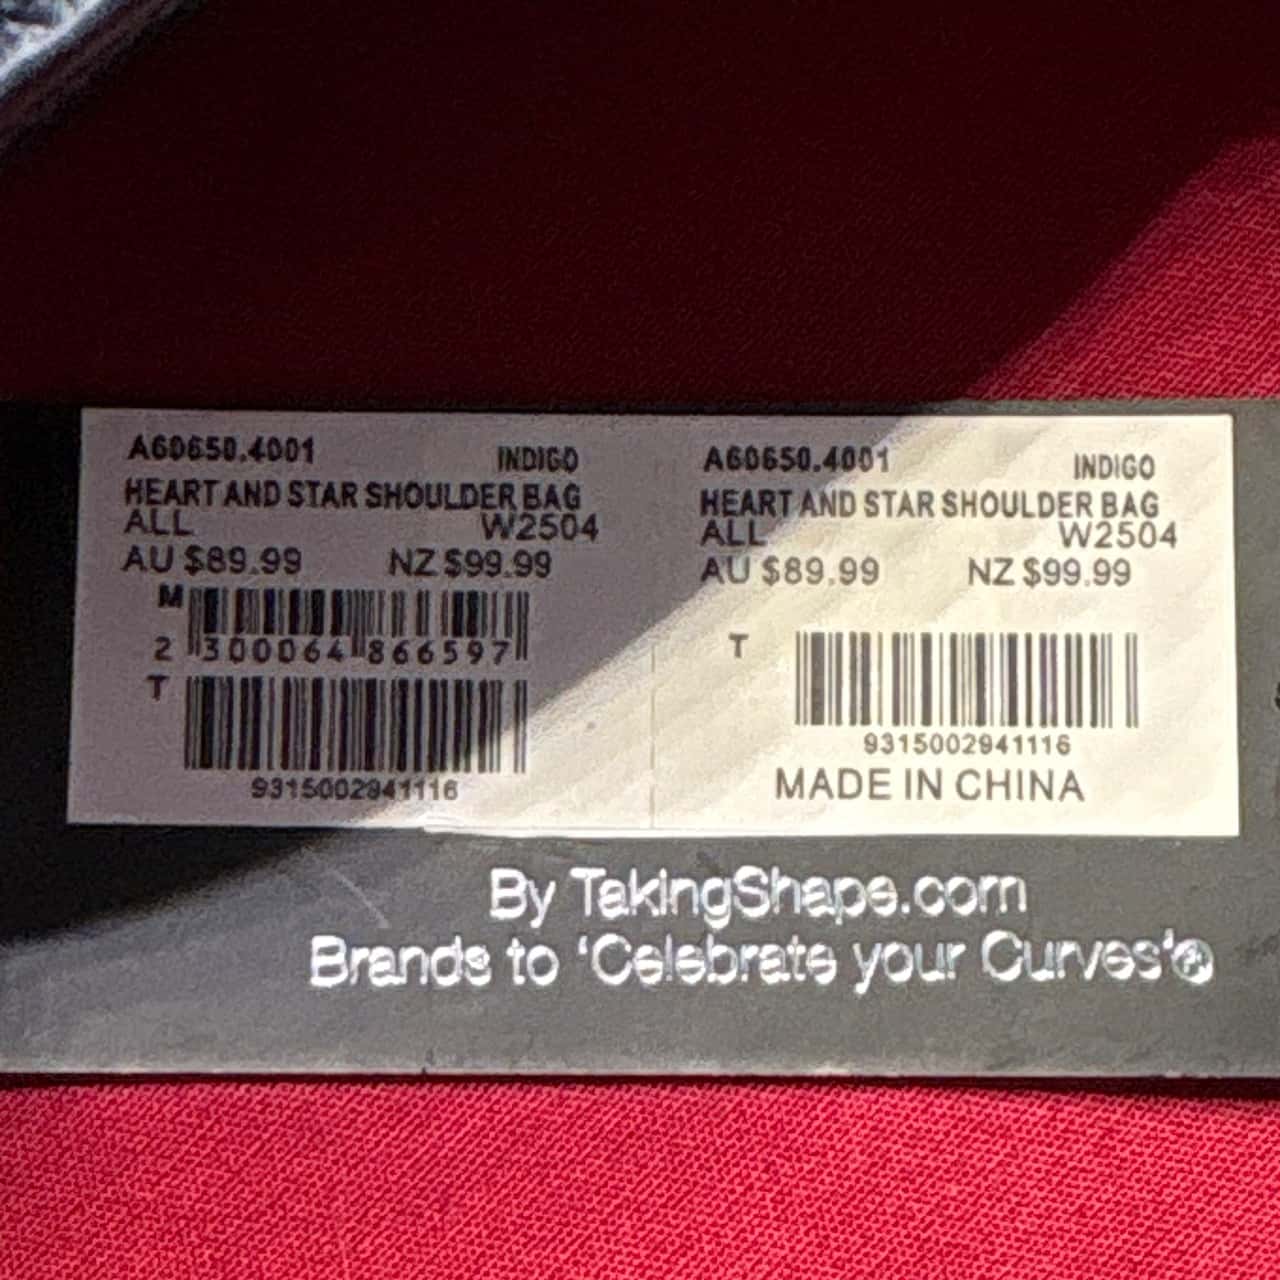 A60650.4001 INDIGO
HEART AND STAR SHOULDER BAG
ALL W2504
AU $89.99 NZ $99.99
M
2 300064 866597
T
9315002941116
A60650.4001 INDIGO
HEART AND STAR SHOULDER BAG
ALL W2504
AU $89.99 NZ $99.99
T
9315002941116
MADE IN CHINA
By TakingShape.com
Brands to ‘Celebrate your Curves’®